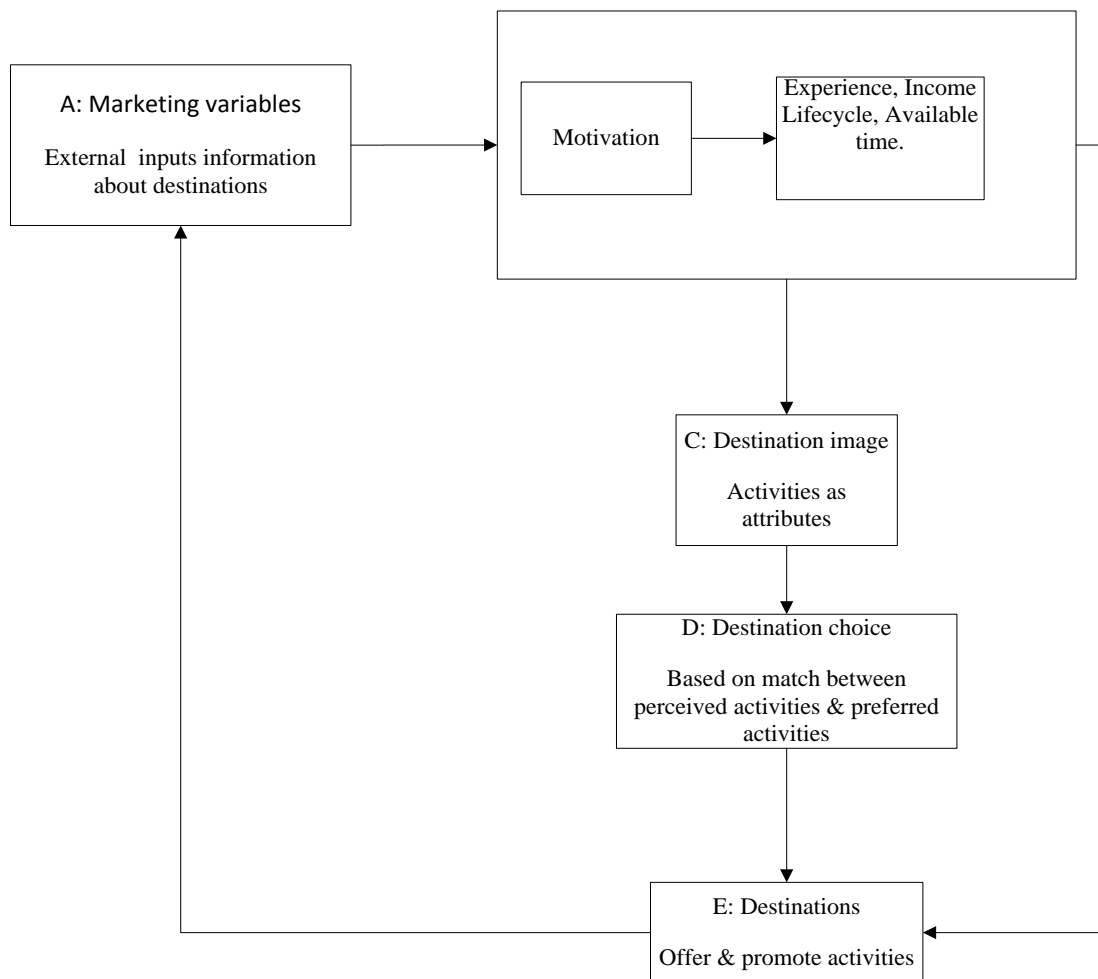 A: Marketing variables
External inputs information
about destinations
Motivation
Experience, Income
Lifecycle, Available
time.
C: Destination image
Activities as
attributes
D: Destination choice
Based on match between
perceived activities & preferred
activities
E: Destinations
Offer & promote activities